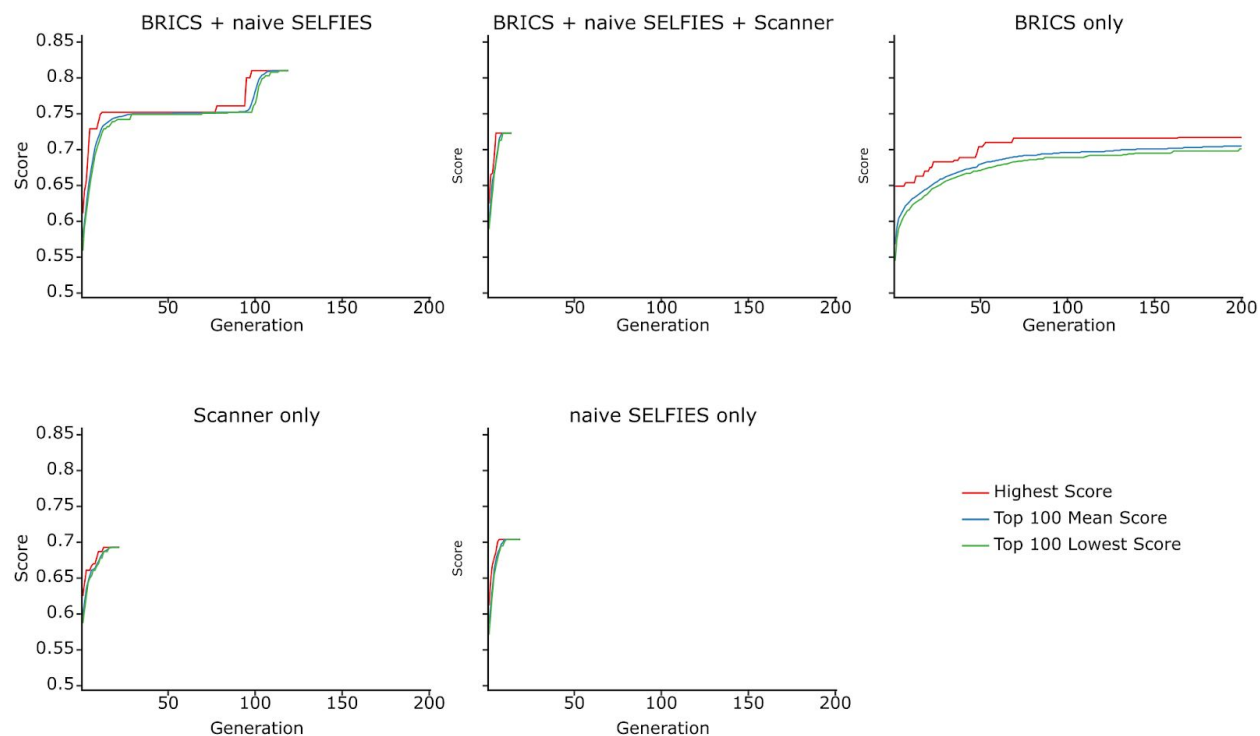 BRICS + naive SELFIES
0.85
0.8
0.75
0.7
0.65
0.6
0.55
0.5
Score
50
100
150
200
Generation
BRICS + naive SELFIES + Scanner
Score
50
100
150
200
Generation
BRICS only
Score
50
100
150
200
Generation
Scanner only
0.85
0.8
0.75
0.7
0.65
0.6
0.55
0.5
Score
50
100
150
200
Generation
naive SELFIES only
Score
50
100
150
200
Generation
Highest Score
Top 100 Mean Score
Top 100 Lowest Score